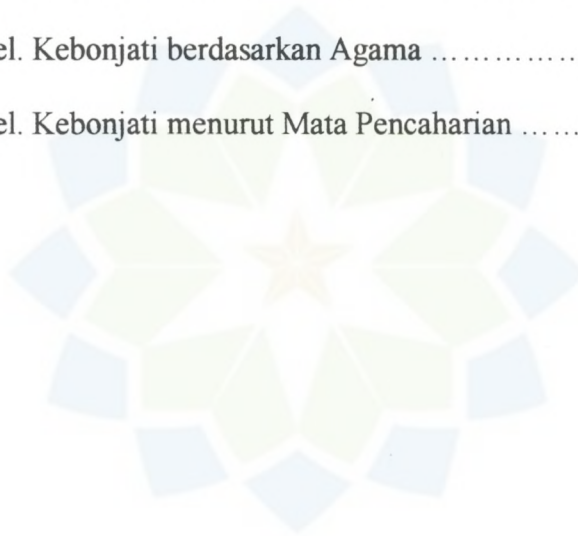 el. Kebonjati berdasarkan Agama ……………
el. Kebonjati menurut Mata Pencaharian ……